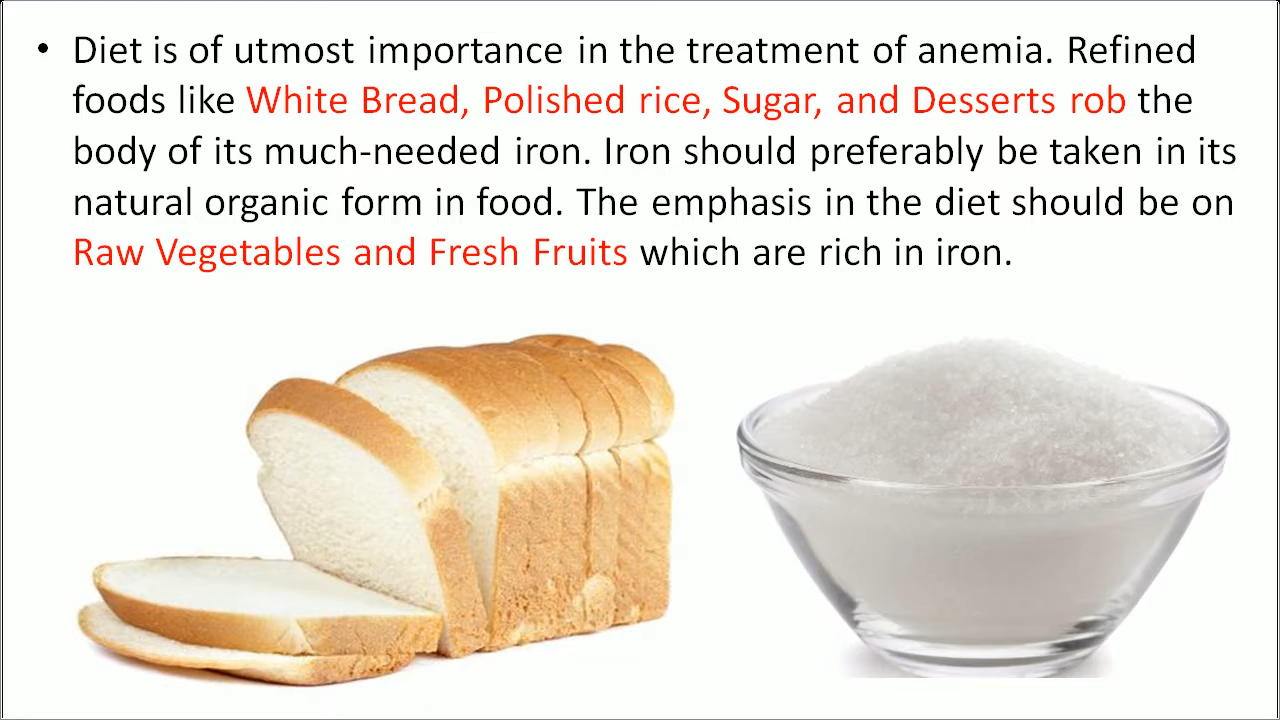 • Diet is of utmost importance in the treatment of anemia. Refined
foods like White Bread, Polished rice, Sugar, and Desserts rob the
body of its much-needed iron. Iron should preferably be taken in its
natural organic form in food. The emphasis in the diet should be on
Raw Vegetables and Fresh Fruits which are rich in iron.